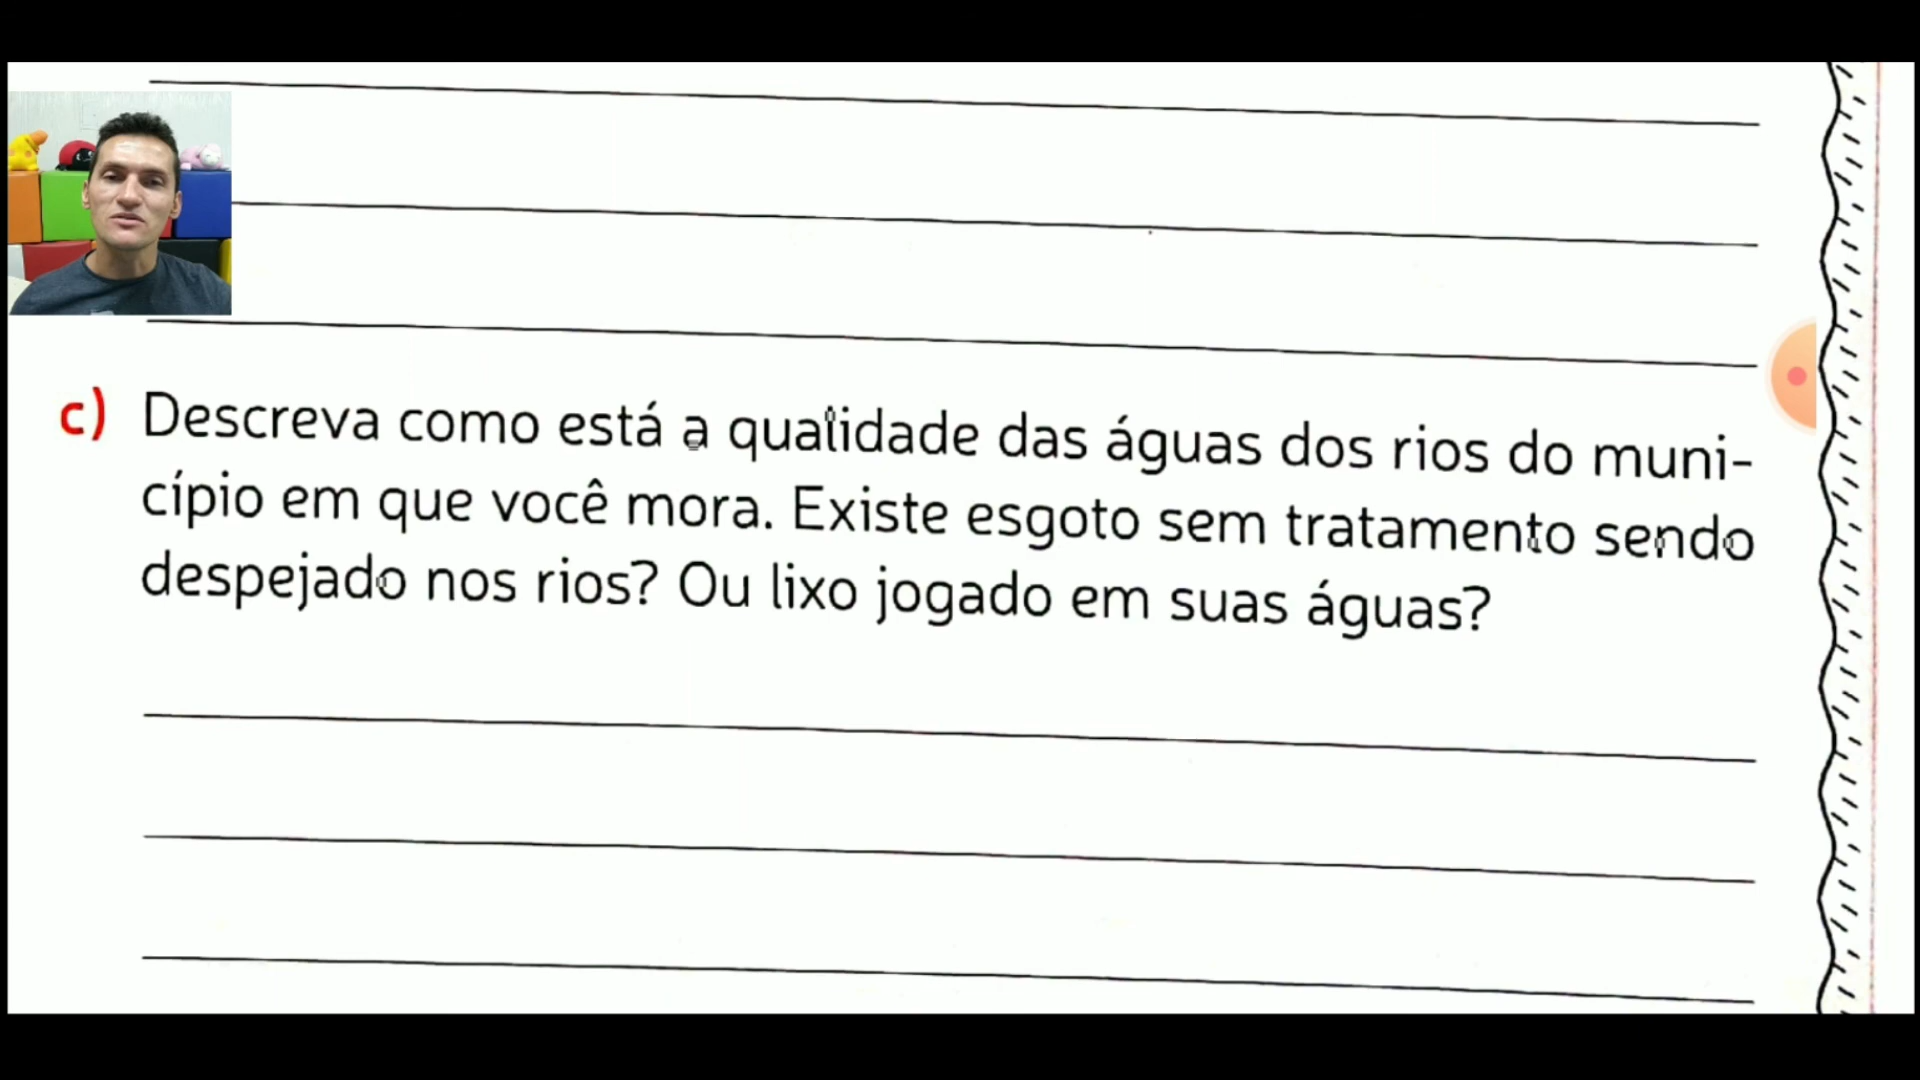 c) Descreva como está a qualidade das águas dos rios do muni-
cípio em que você mora. Existe esgoto sem tratamento sendo
despejado nos rios? Ou lixo jogado em suas águas?